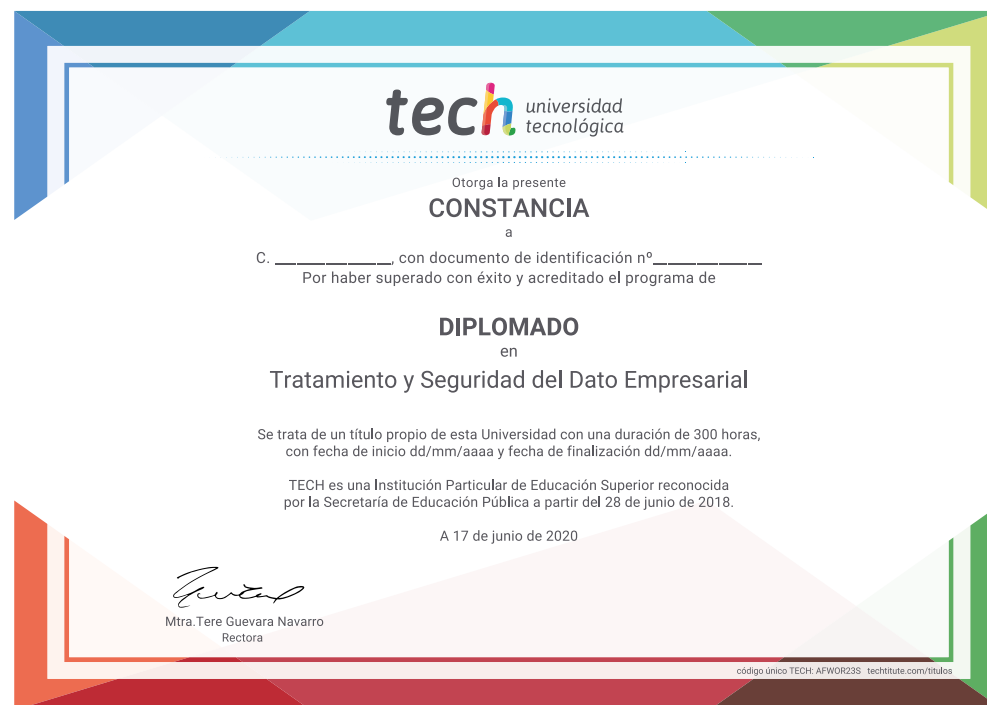 tech universidad
tecnológica
Otorga la presente
CONSTANCIA
a
C. ______________, con documento de identificación nº_____________
Por haber superado con éxito y acreditado el programa de
DIPLOMADO
en
Tratamiento y Seguridad del Dato Empresarial
Se trata de un título propio de esta Universidad con una duración de 300 horas,
con fecha de inicio dd/mm/aaaa y fecha de finalización dd/mm/aaaa.
TECH es una Institución Particular de Educación Superior reconocida
por la Secretaría de Educación Pública a partir del 28 de junio de 2018.
A 17 de junio de 2020
Mtra.Tere Guevara Navarro
Rectora
código único TECH: AFWOR23S techtitute.com/titulos